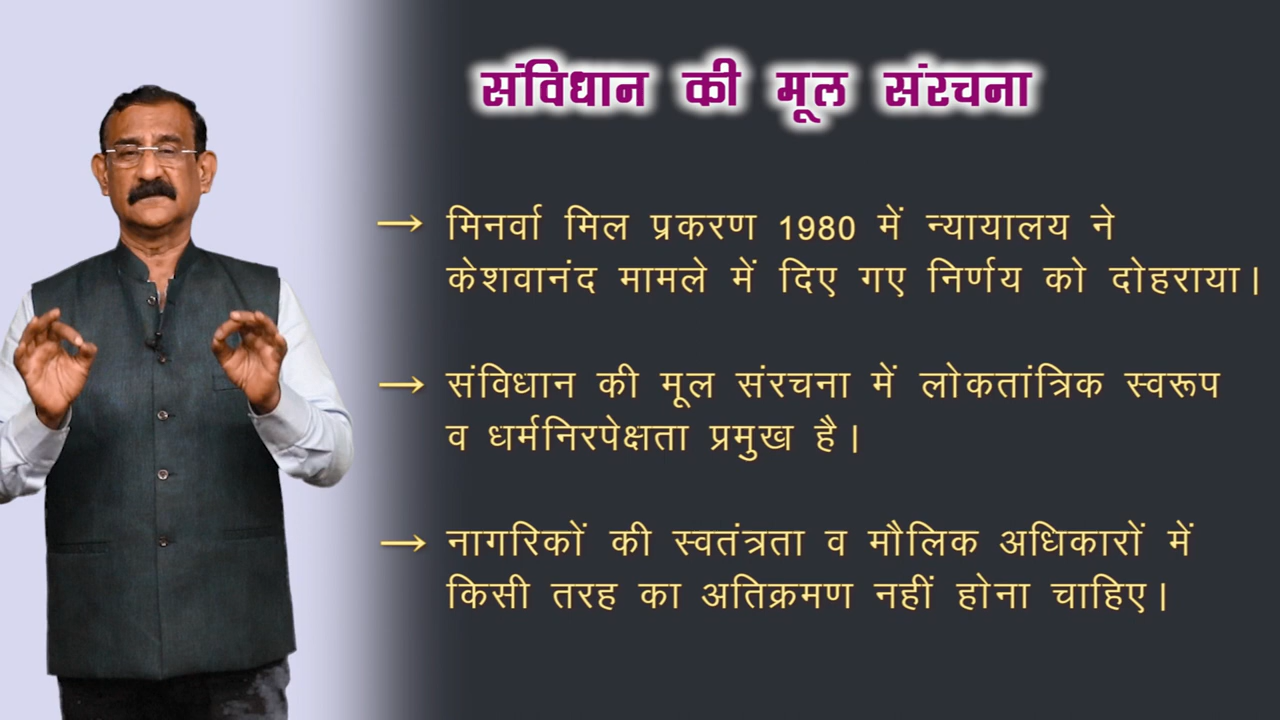 संविधान की मूल संरचना
→ मिनर्वा मिल प्रकरण 1980 में न्यायालय ने
केशवानंद मामले में दिए गए निर्णय को दोहराया।
→ संविधान की मूल संरचना में लोकतांत्रिक स्वरूप
व धर्मनिरपेक्षता प्रमुख है।
→ नागरिकों की स्वतंत्रता व मौलिक अधिकारों में
किसी तरह का अतिक्रमण नहीं होना चाहिए।